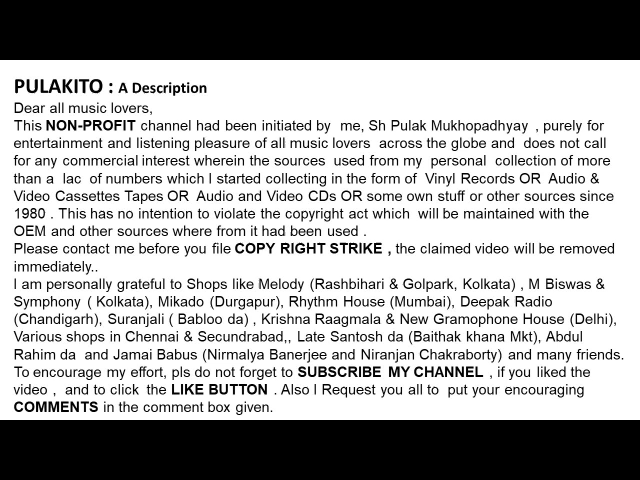 PULAKITO : A Description
Dear all music lovers,
This NON-PROFIT channel had been initiated by me, Sh Pulak Mukhopadhyay , purely for
entertainment and listening pleasure of all music lovers across the globe and does not call
for any commercial interest wherein the sources used from my personal collection of more
than a lac of numbers which I started collecting in the form of Vinyl Records OR Audio &
Video Cassettes Tapes OR Audio and Video CDs OR some own stuff or other sources since
1980 . This has no intention to violate the copyright act which will be maintained with the
OEM and other sources where from it had been used .
Please contact me before you file COPY RIGHT STRIKE , the claimed video will be removed
immediately..
I am personally grateful to Shops like Melody (Rashbihari & Golpark, Kolkata) , M Biswas &
Symphony ( Kolkata), Mikado (Durgapur), Rhythm House (Mumbai), Deepak Radio
(Chandigarh), Suranjali ( Babloo da) , Krishna Raagmala & New Gramophone House (Delhi),
Various shops in Chennai & Secundrabad,, Late Santosh da (Baithak khana Mkt), Abdul
Rahim da and Jamai Babus (Nirmalya Banerjee and Niranjan Chakraborty) and many friends.
To encourage my effort, pls do not forget to SUBSCRIBE MY CHANNEL , if you liked the
video , and to click the LIKE BUTTON . Also I Request you all to put your encouraging
COMMENTS in the comment box given.